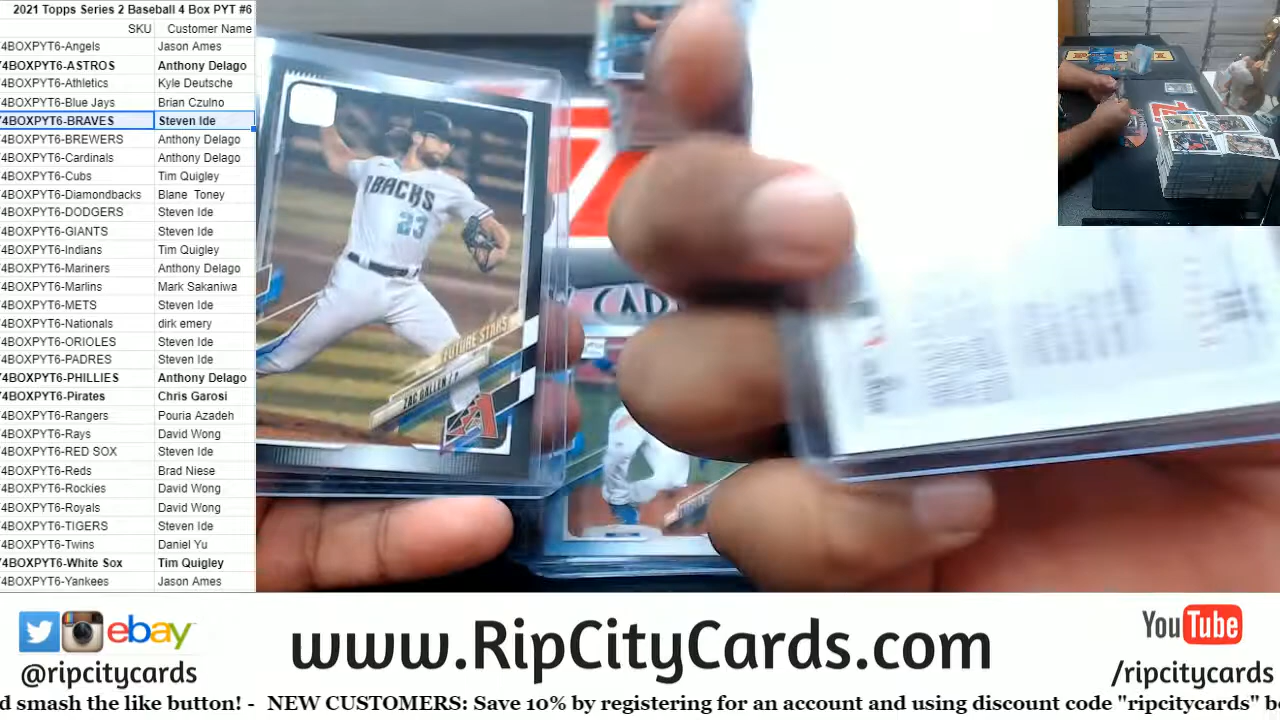 2021 Topps Series 2 Baseball 4 Box PYT #6
SKU Customer Name
4BOXPYT6-Angels Jason Ames
4BOXPYT6-ASTROS Anthony Delago
4BOXPYT6-Athletics Kyle Deutsche
4BOXPYT6-Blue Jays Brian Czulno
4BOXPYT6-BRAVES Steven Ide
4BOXPYT6-BREWERS Anthony Delago
4BOXPYT6-Cardinals Anthony Delago
4BOXPYT6-Cubs Tim Quigley
4BOXPYT6-Diamondbacks Blane Toney
4BOXPYT6-DODGERS Steven Ide
4BOXPYT6-GIANTS Steven Ide
4BOXPYT6-Indians Tim Quigley
4BOXPYT6-Mariners Anthony Delago
4BOXPYT6-Marlins Mark Sakaniwa
4BOXPYT6-METS Steven Ide
4BOXPYT6-Nationals dirk emery
4BOXPYT6-ORIOLES Steven Ide
4BOXPYT6-PADRES Steven Ide
4BOXPYT6-PHILLIES Anthony Delago
4BOXPYT6-Pirates Chris Garosi
4BOXPYT6-Rangers Pouria Azadeh
4BOXPYT6-Rays David Wong
4BOXPYT6-RED SOX Steven Ide
4BOXPYT6-Reds Brad Niese
4BOXPYT6-Rockies David Wong
4BOXPYT6-Royals David Wong
4BOXPYT6-TIGERS Steven Ide
4BOXPYT6-Twins Daniel Yu
4BOXPYT6-White Sox Tim Quigley
4BOXPYT6-Yankees Jason Ames
DBACKS
23
FUTURE STARS
ZAC GALLEN / P
CAR
ebay
@ripcitycards
www.RipCityCards.com
YouTube
/ripcitycards
d smash the like button! - NEW CUSTOMERS: Save 10% by registering for an account and using discount code "ripcitycards" b